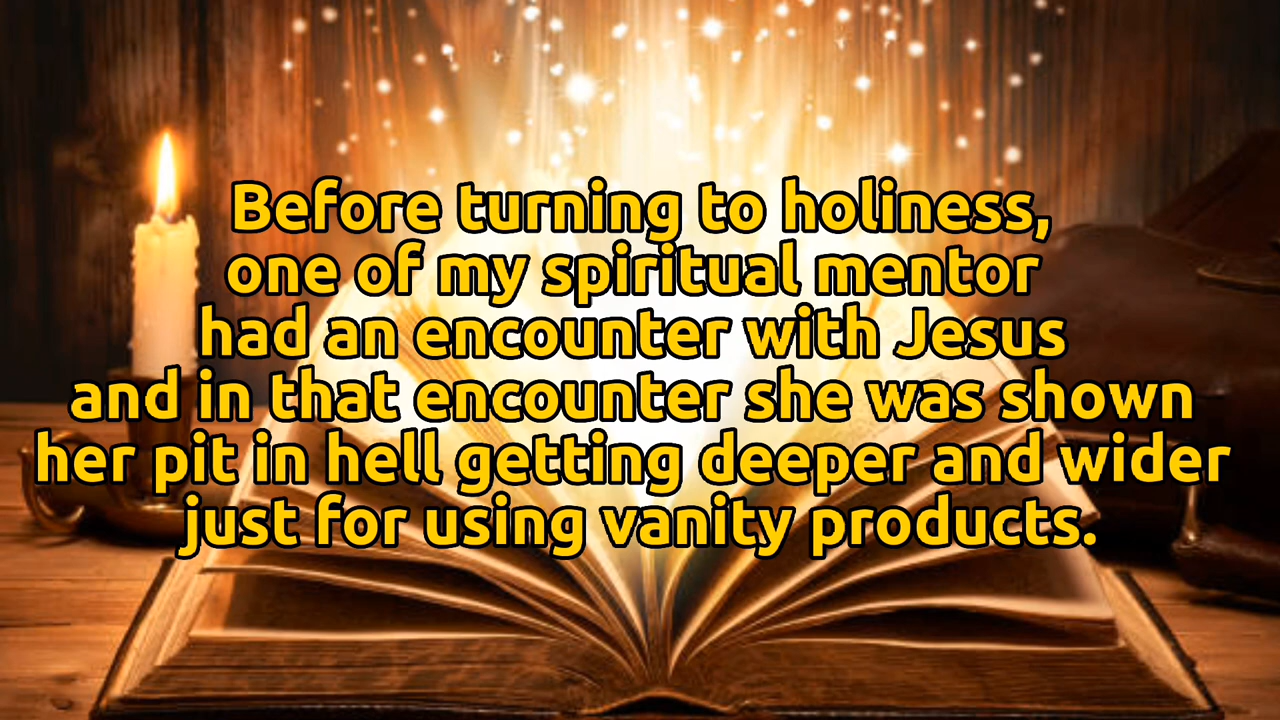 Before turning to holiness,
one of my spiritual mentor
had an encounter with Jesus
and in that encounter she was shown
her pit in hell getting deeper and wider
just for using vanity products.